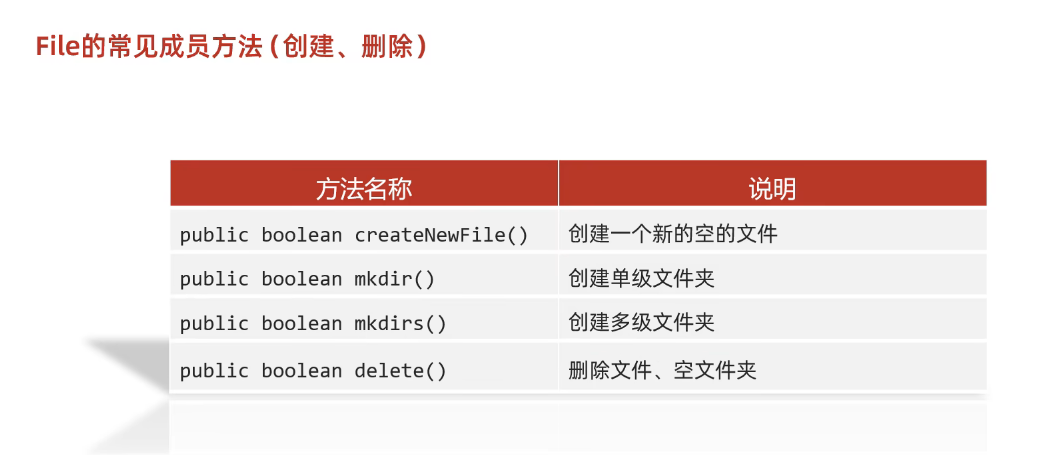 File的常见成员方法(创建、删除)
方法名称 说明
public boolean createNewFile() 创建一个新的空的文件
public boolean mkdir() 创建单级文件夹
public boolean mkdirs() 创建多级文件夹
public boolean delete() 删除文件、空文件夹